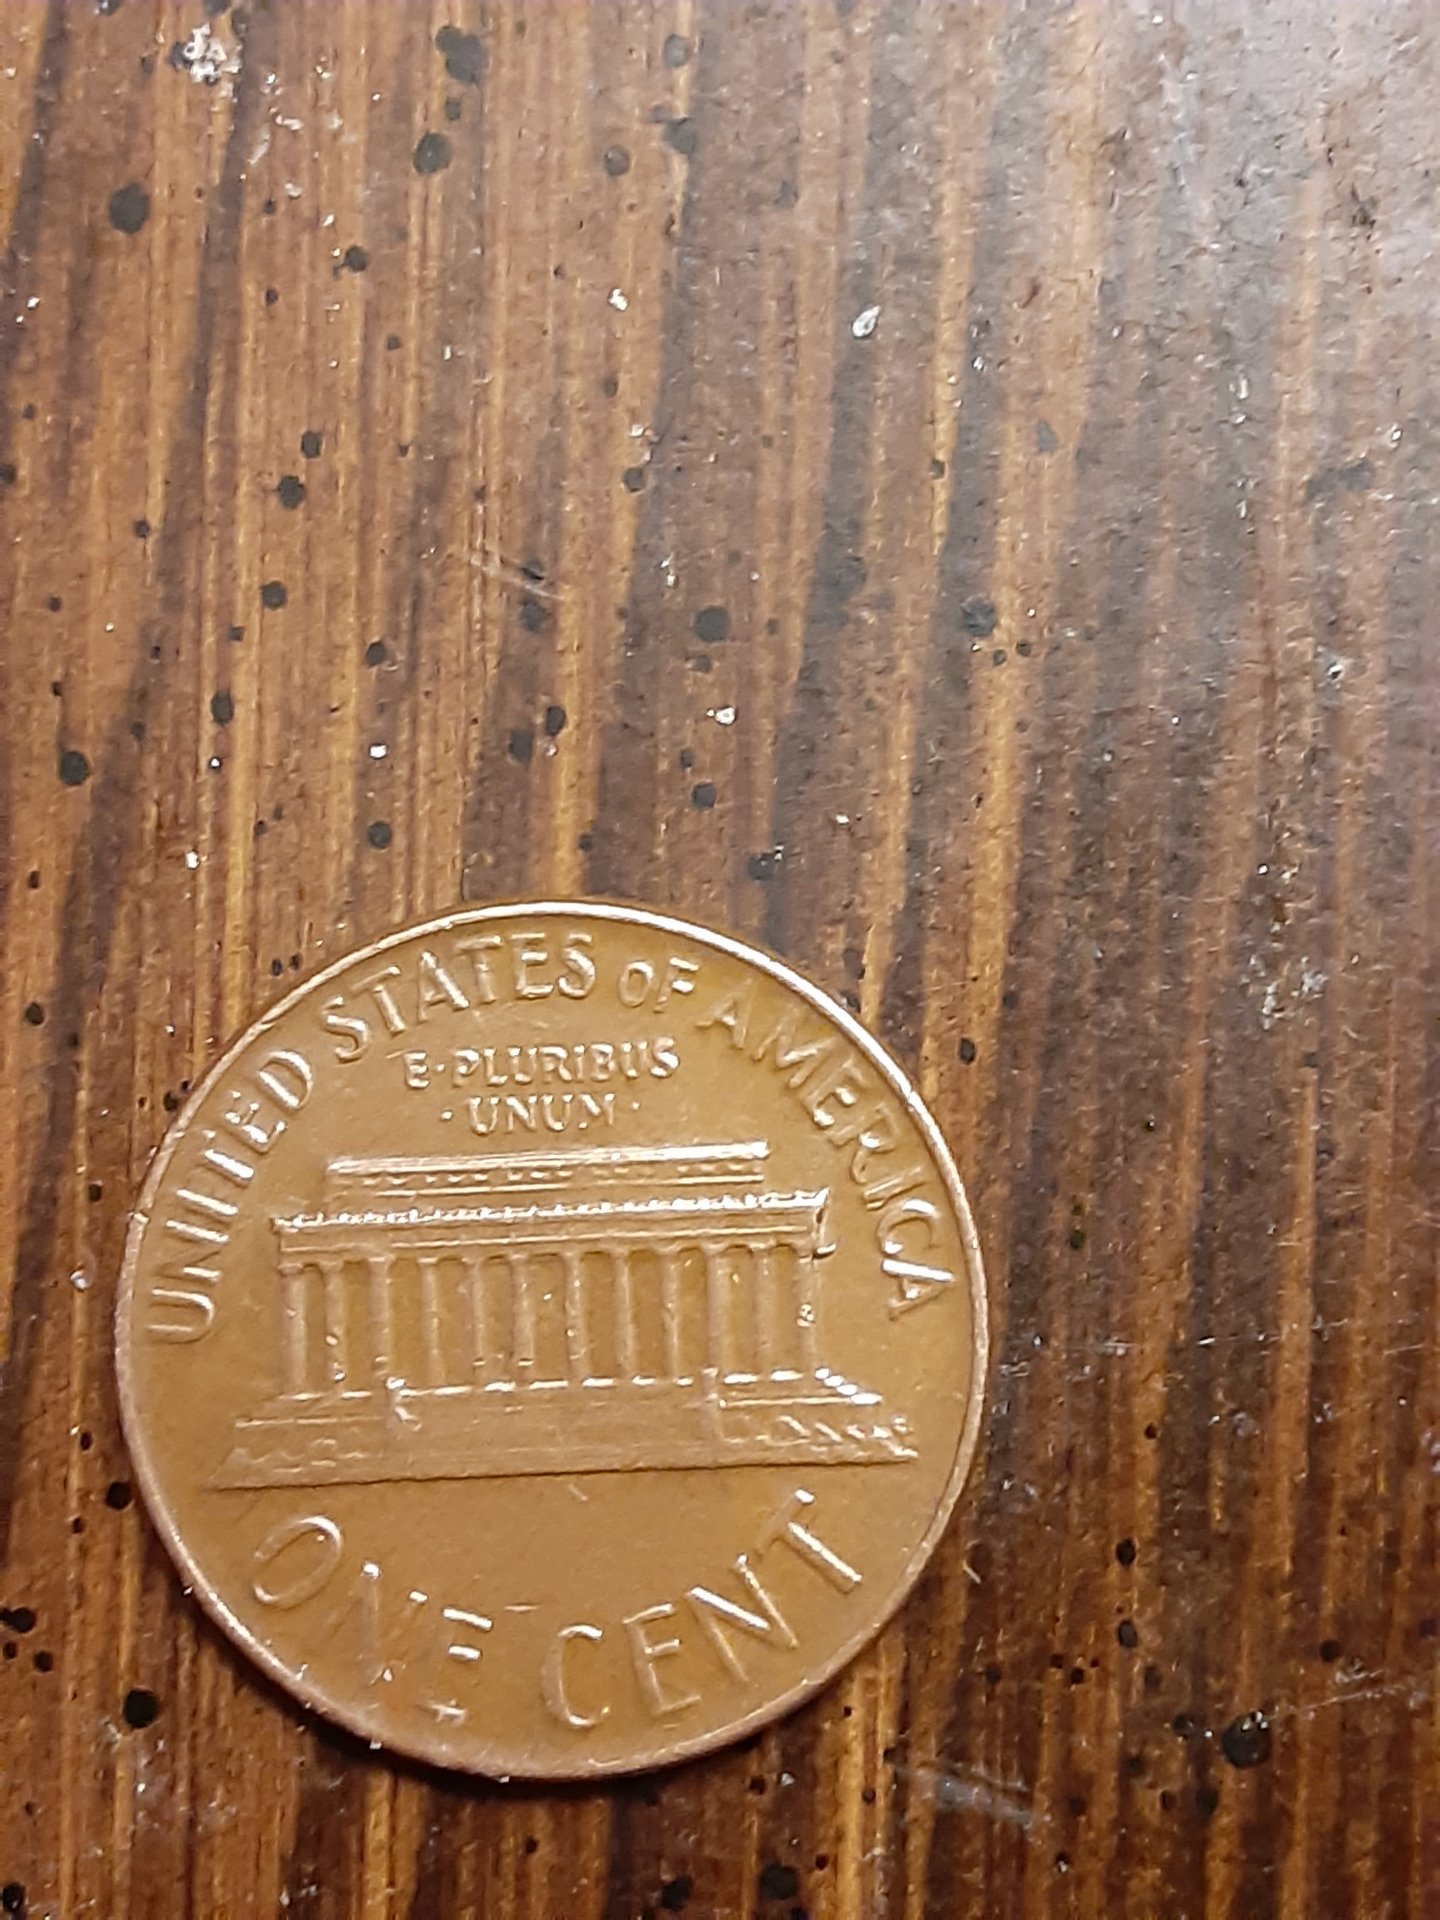 UNITED STATES OF AMERICA
E·PLURIBUS
·UNUM·
ONE CENT